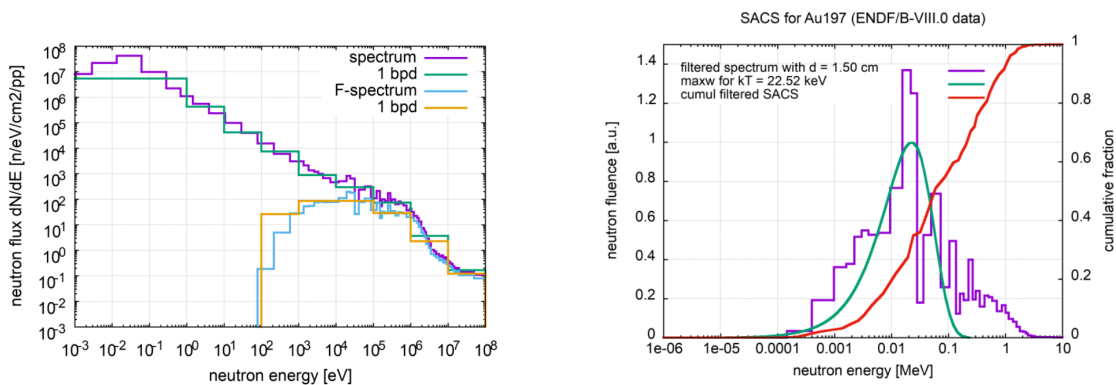 10^8
10^7
10^6
10^5
10^4
10^3
10^2
10^1
10^0
10^-1
10^-2
10^-3
neutron flux dN/dE [n/eV/cm2/pp]
spectrum
1 bpd
F-spectrum
1 bpd
10^-3 10^-2 10^-1 10^0 10^1 10^2 10^3 10^4 10^5 10^6 10^7 10^8
neutron energy [eV]
SACS for Au197 (ENDF/B-VIII.0 data)
filtered spectrum with d = 1.50 cm
maxw for kT = 22.52 keV
cumul filtered SACS
1.4
1.2
1
0.8
0.6
0.4
0.2
0
neutron fluence [a.u.]
1
0.8
0.6
0.4
0.2
0
cumulative fraction
1e-06 1e-05 0.0001 0.001 0.01 0.1 1 10
neutron energy [MeV]